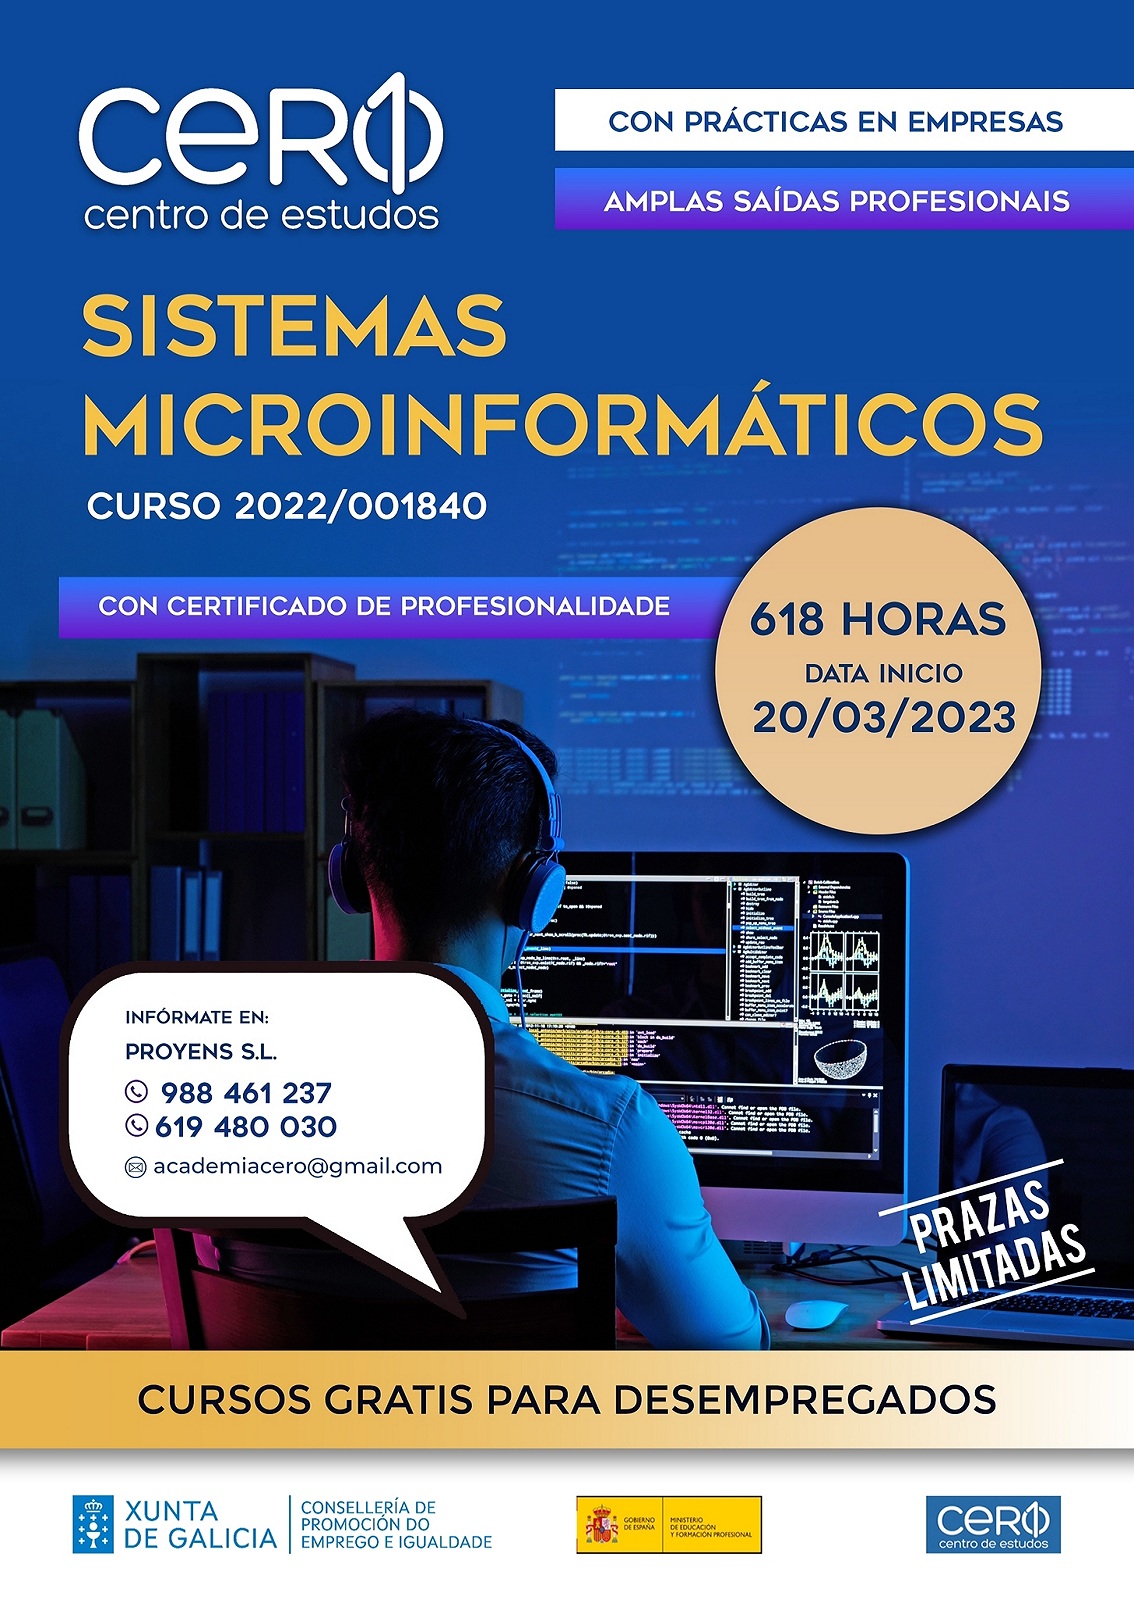 CERO
centro de estudos
CON PRÁCTICAS EN EMPRESAS
AMPLAS SAÍDAS PROFESIONAIS
SISTEMAS
MICROINFORMÁTICOS
CURSO 2022/001840
CON CERTIFICADO DE PROFESIONALIDADE
618 HORAS
DATA INICIO
20/03/2023
INFÓRMATE EN:
PROYENS S.L.
988 461 237
619 480 030
academiacero@gmail.com
PRAZAS
LIMITADAS
CURSOS GRATIS PARA DESEMPREGADOS
XUNTA
DE GALICIA
CONSELLERÍA DE
PROMOCIÓN DO
EMPREGO E IGUALDADE
GOBIERNO
DE ESPAÑA
MINISTERIO
DE EDUCACIÓN
Y FORMACIÓN PROFESIONAL
CERO
centro de estudos